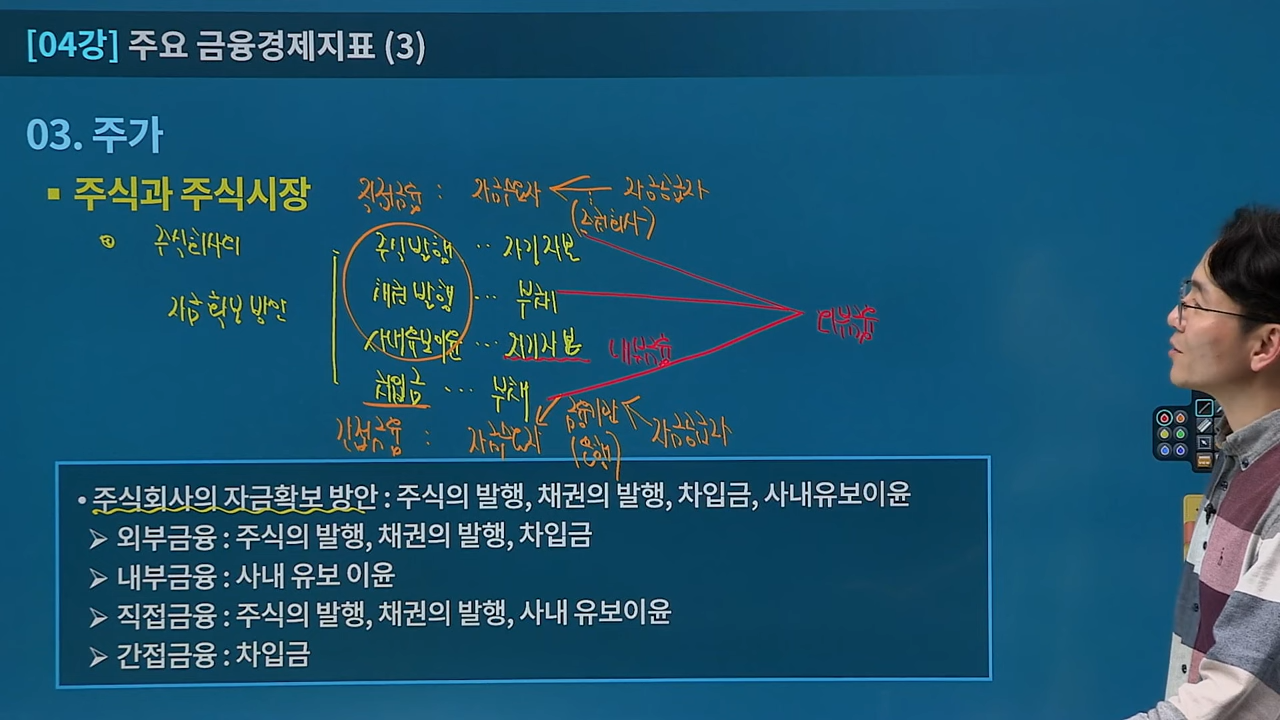 [04강] 주요 금융경제지표 (3)
03. 주가
▪ 주식과 주식시장
직접금융 : 자금수요자 ← 자금공급자
(증권회사)
주식회사의
자금확보방안
주식발행 ·· 자기자본
채권발행 ··· 부채
사내유보이윤 ··· 자기자본
내부금융
외부금융
차입금 ··· 부채
간접금융 : 자금수요자
금융기관
(은행)
자금공급자
• 주식회사의 자금확보 방안 : 주식의 발행, 채권의 발행, 차입금, 사내유보이윤
➢ 외부금융 : 주식의 발행, 채권의 발행, 차입금
➢ 내부금융 : 사내 유보 이윤
➢ 직접금융 : 주식의 발행, 채권의 발행, 사내 유보이윤
➢ 간접금융 : 차입금